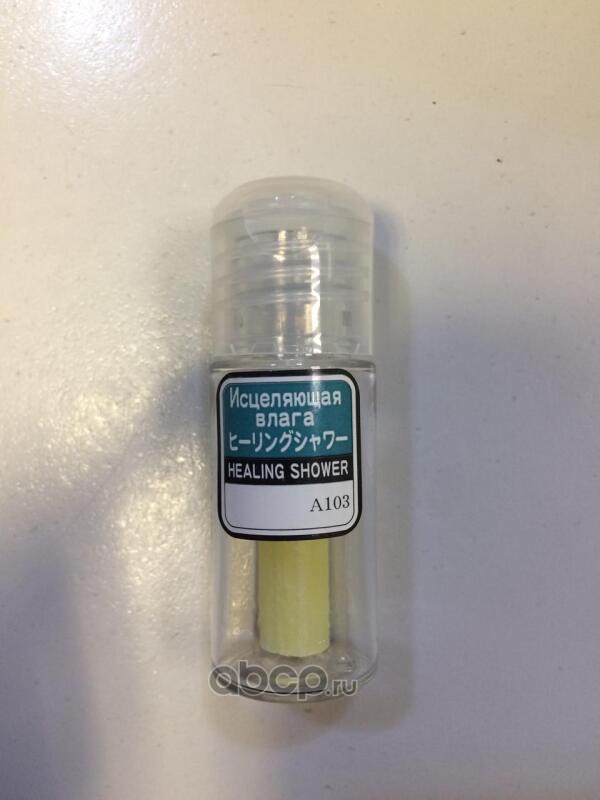 Исцеляющая
влага
ヒーリングシャワー
HEALING SHOWER
A103
abcp.ru